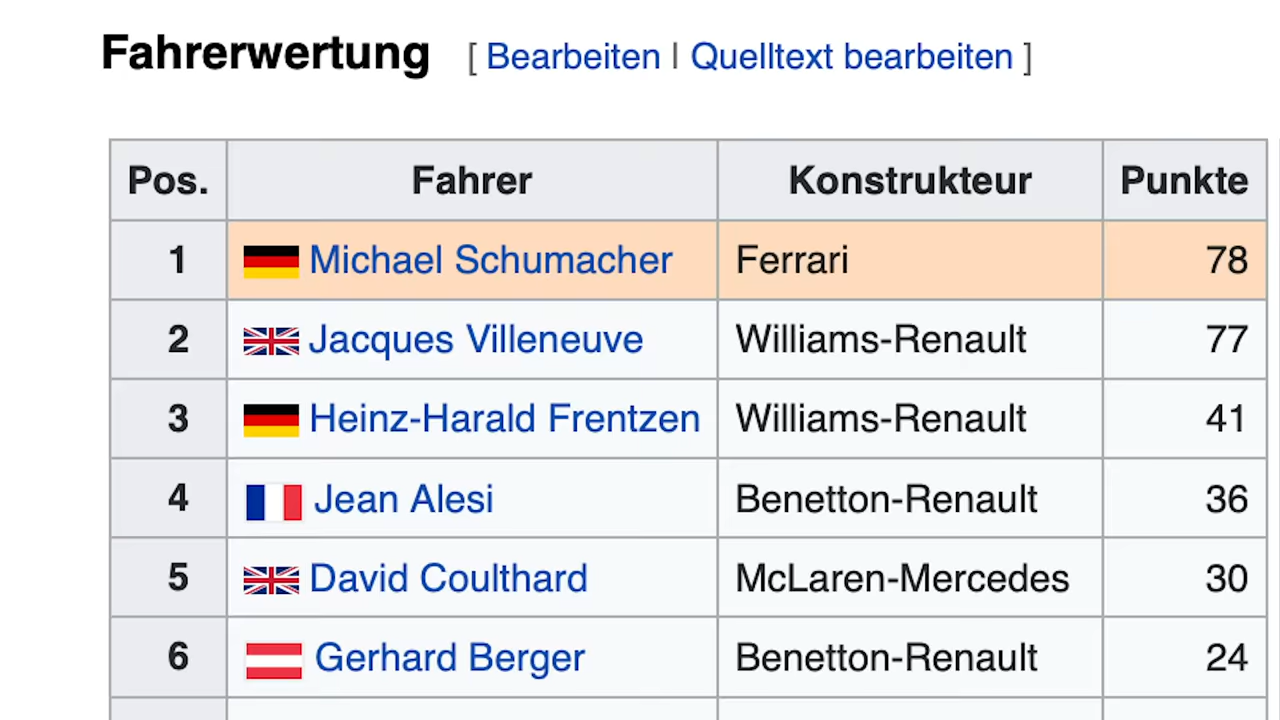 Fahrerwertung [ Bearbeiten | Quelltext bearbeiten ]
Pos. Fahrer Konstrukteur Punkte
1 Michael Schumacher Ferrari 78
2 Jacques Villeneuve Williams-Renault 77
3 Heinz-Harald Frentzen Williams-Renault 41
4 Jean Alesi Benetton-Renault 36
5 David Coulthard McLaren-Mercedes 30
6 Gerhard Berger Benetton-Renault 24